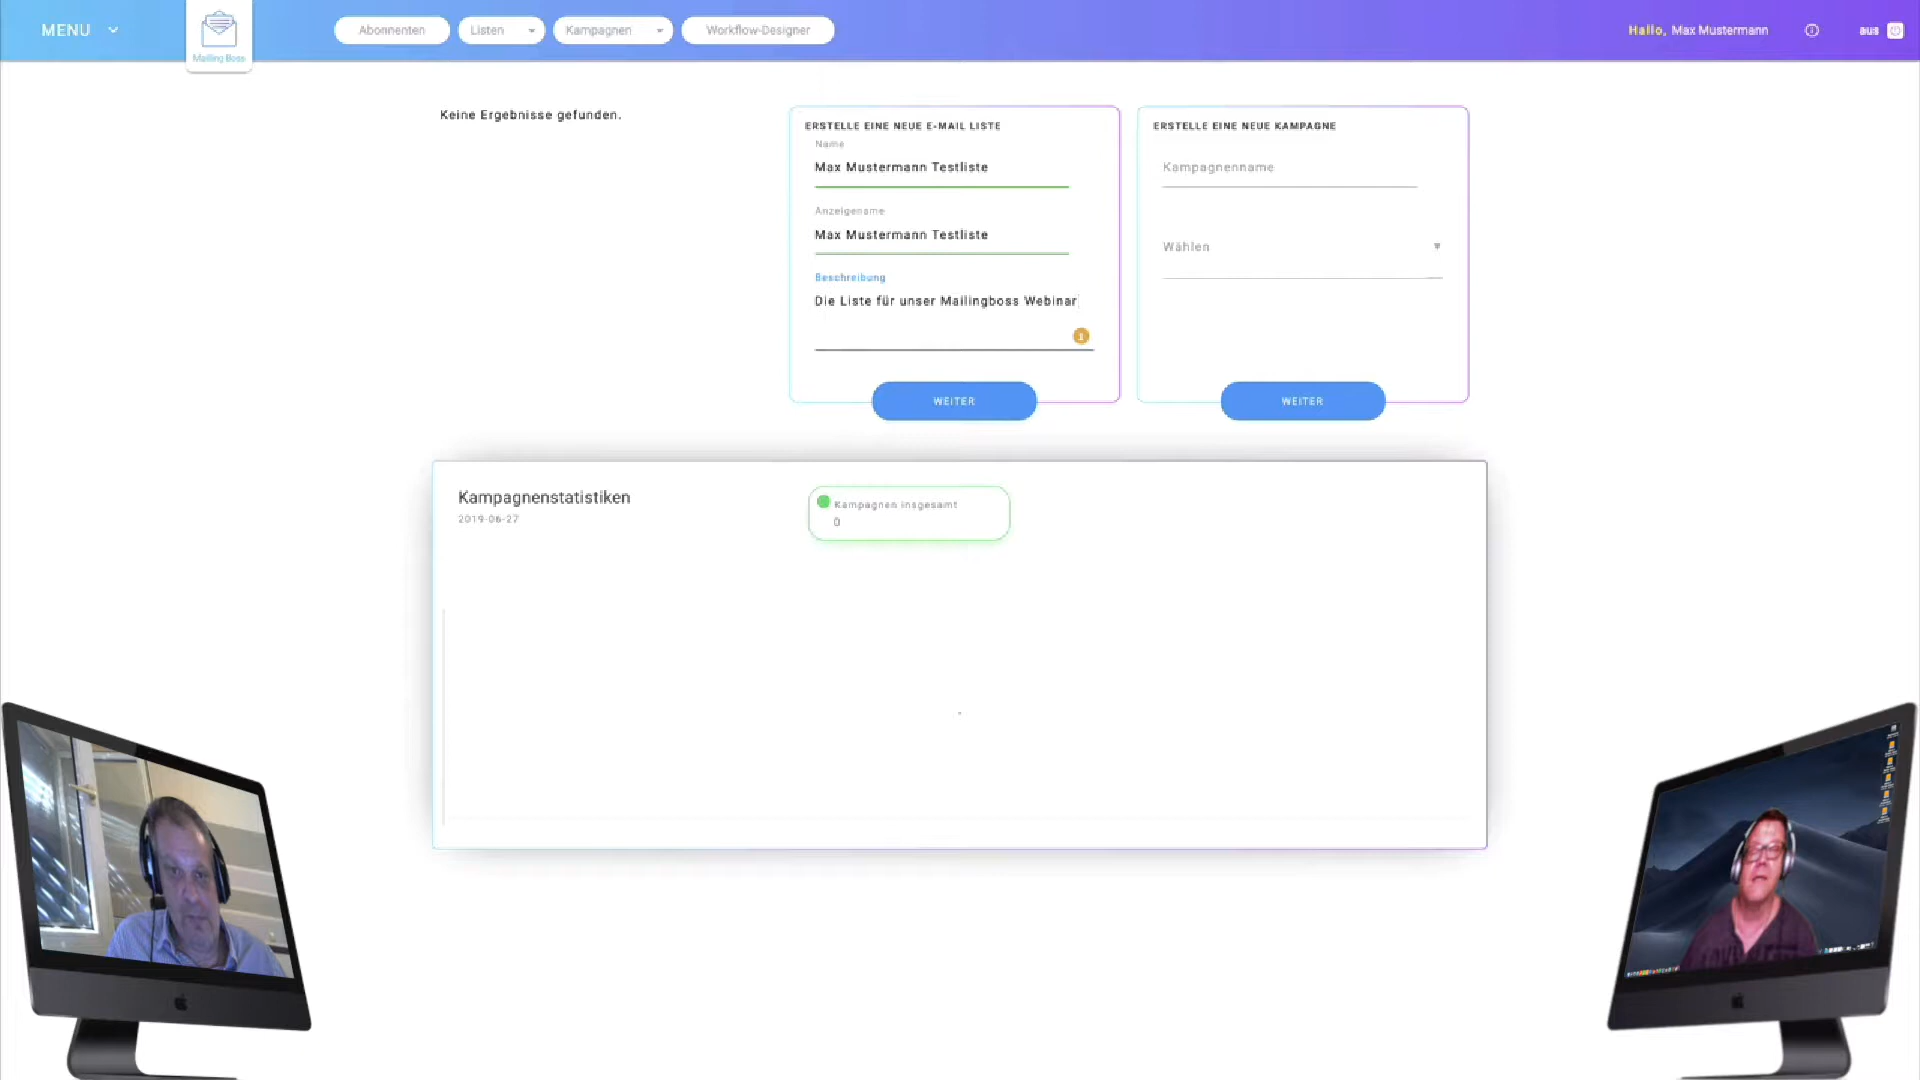 MENU
Mailing Boss
Abonnenten
Listen
Kampagnen
Workflow-Designer
Hallo, Max Mustermann
aus
Keine Ergebnisse gefunden.
ERSTELLE EINE NEUE E-MAIL LISTE
Name
Max Mustermann Testliste
Anzeigename
Max Mustermann Testliste
Beschreibung
Die Liste für unser Mailingboss Webinar
WEITER
ERSTELLE EINE NEUE KAMPAGNE
Kampagnenname
Wählen
WEITER
Kampagnenstatistiken
2019-06-27
Kampagnen insgesamt
0